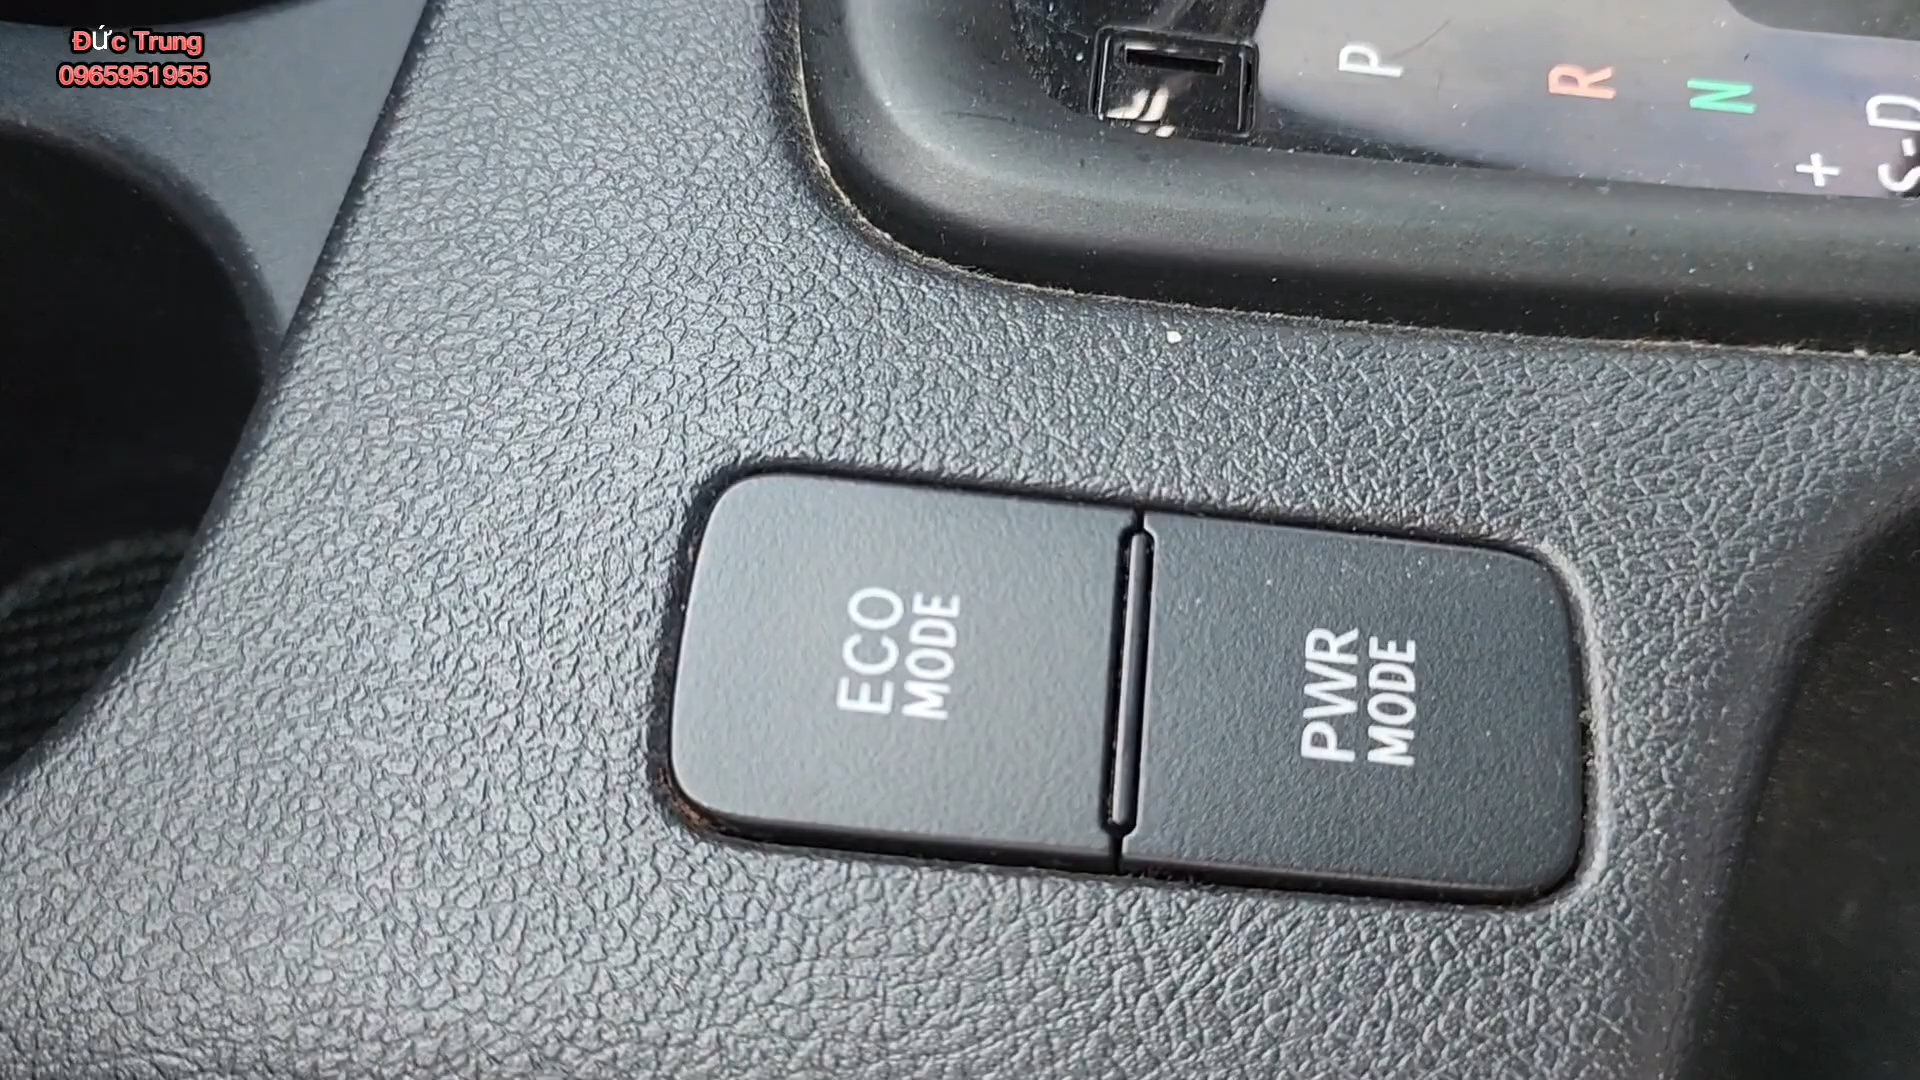 Đức Trung
0965951955
P
R
N
+
S-D
ECO
MODE
PWR
MODE